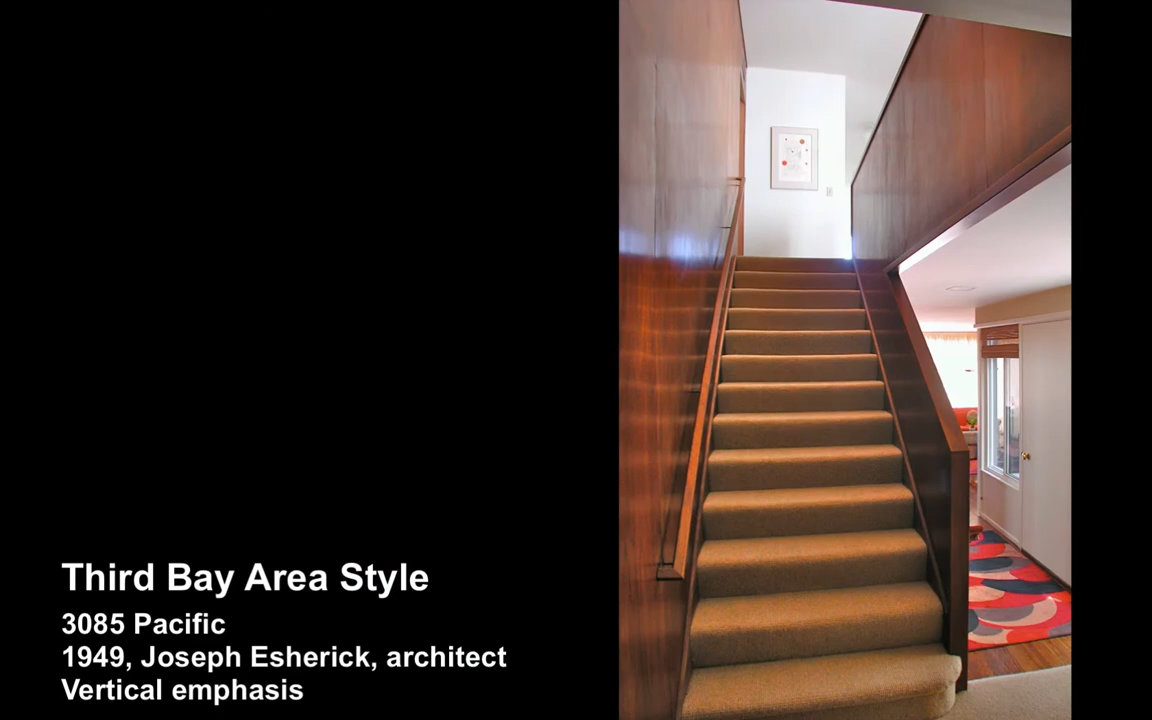 Third Bay Area Style
3085 Pacific
1949, Joseph Esherick, architect
Vertical emphasis